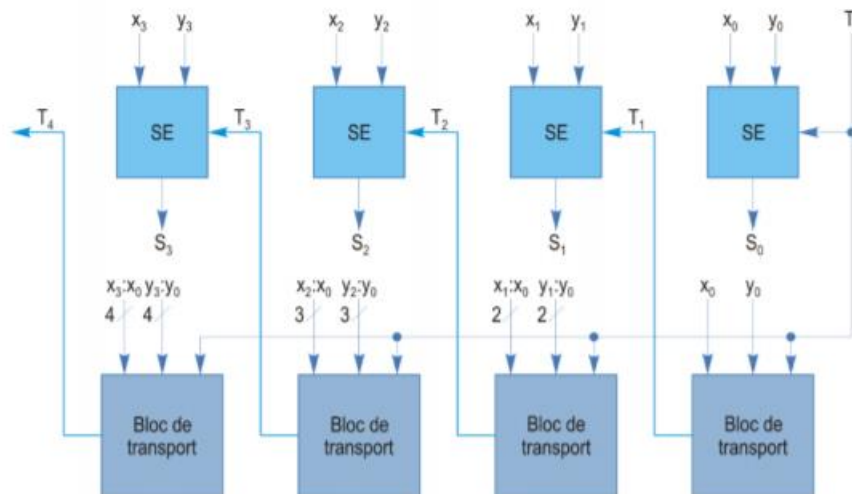 x₃ y₃ x₂ y₂ x₁ y₁ x₀ y₀ T
T₄ SE T₃ SE T₂ SE T₁ SE
S₃ S₂ S₁ S₀
x₃:x₀ y₃:y₀ x₂:x₀ y₂:y₀ x₁:x₀ y₁:y₀ x₀ y₀
4 4 3 3 2 2
Bloc de Bloc de Bloc de Bloc de
transport transport transport transport